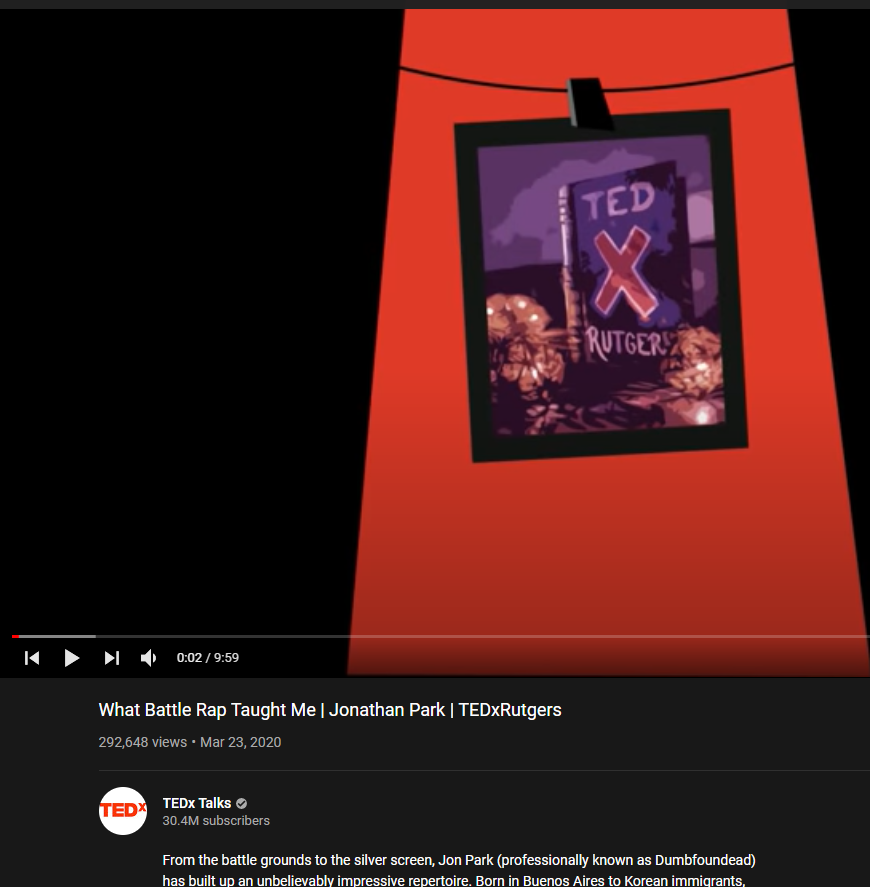 TED
X
RUTGERS
0:02 / 9:59
What Battle Rap Taught Me | Jonathan Park | TEDxRutgers
292,648 views • Mar 23, 2020
TEDx
TEDx Talks
30.4M subscribers
From the battle grounds to the silver screen, Jon Park (professionally known as Dumbfoundead)
has built up an unbelievably impressive repertoire. Born in Buenos Aires to Korean immigrants,